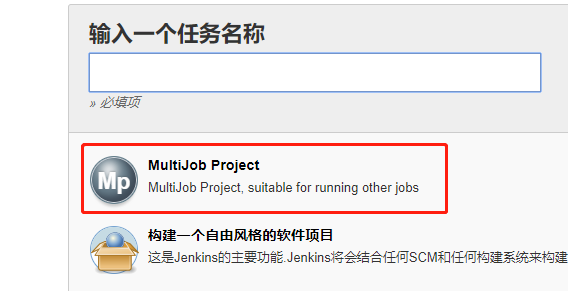 输入一个任务名称
» 必填项
Mp
MultiJob Project
MultiJob Project, suitable for running other jobs
构建一个自由风格的软件项目
这是Jenkins的主要功能.Jenkins将会结合任何SCM和任何构建系统来构建